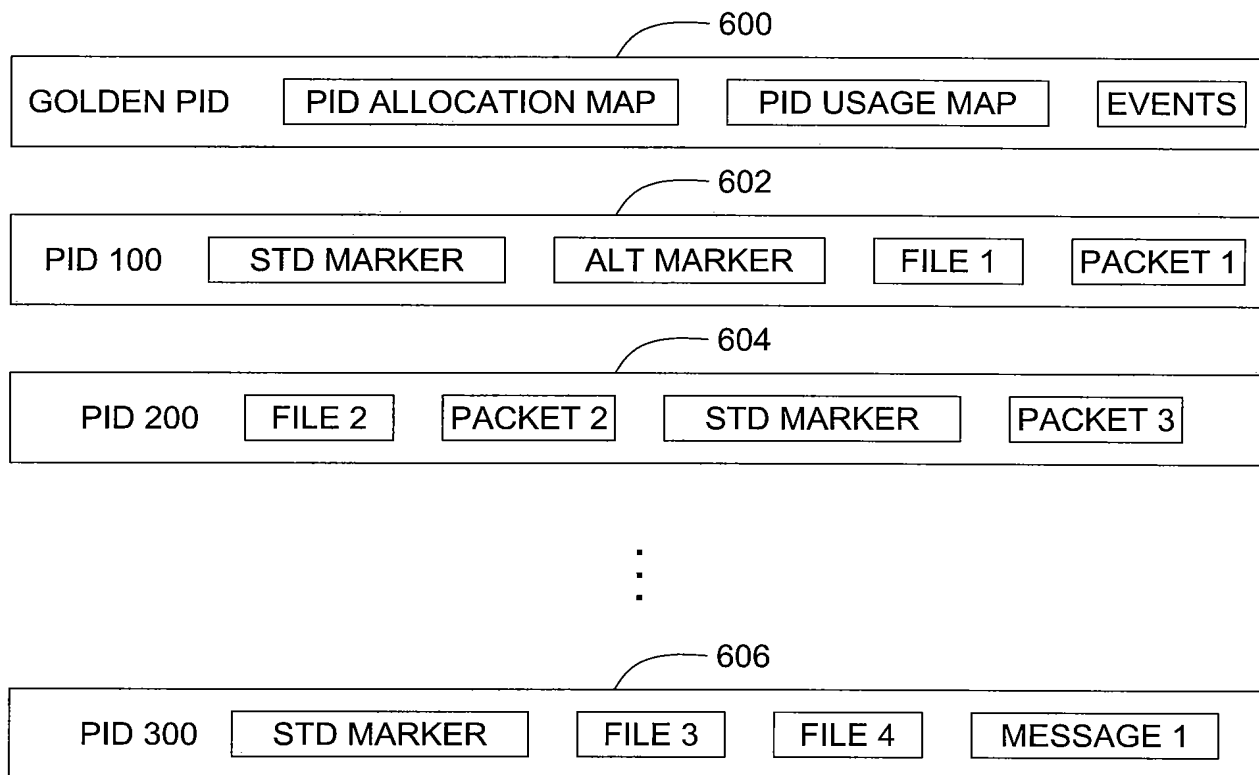 600
GOLDEN PID PID ALLOCATION MAP PID USAGE MAP EVENTS
602
PID 100 STD MARKER ALT MARKER FILE 1 PACKET 1
604
PID 200 FILE 2 PACKET 2 STD MARKER PACKET 3
606
PID 300 STD MARKER FILE 3 FILE 4 MESSAGE 1